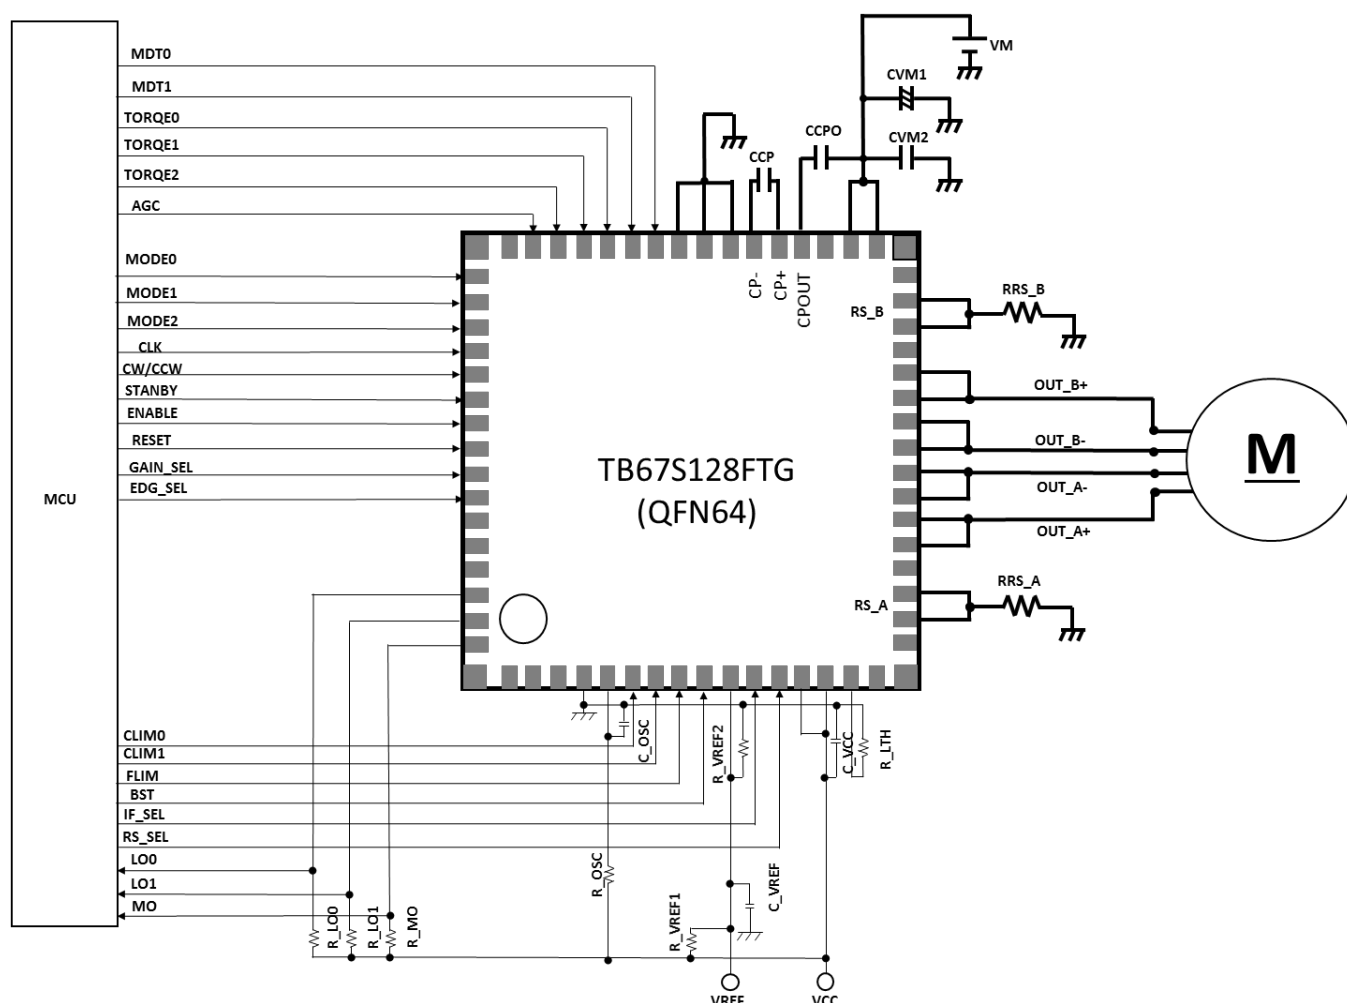 MDT0
MDT1
TORQE0
TORQE1
TORQE2
AGC
MODE0
MODE1
MODE2
CLK
CW/CCW
STANBY
ENABLE
RESET
GAIN_SEL
EDG_SEL
MCU
CLIM0
CLIM1
FLIM
BST
IF_SEL
RS_SEL
LO0
LO1
MO
VM
CVM1
CVM2
CCPO
CCP
CP-
CP+
CPOUT
RS_B
RRS_B
OUT_B+
OUT_B-
OUT_A-
OUT_A+
M
TB67S128FTG
(QFN64)
RS_A
RRS_A
C_OSC
R_VREF2
C_VCC
R_LTH
R_OSC
C_VREF
R_VREF1
R_LO0
R_LO1
R_MO
VREF
VCC